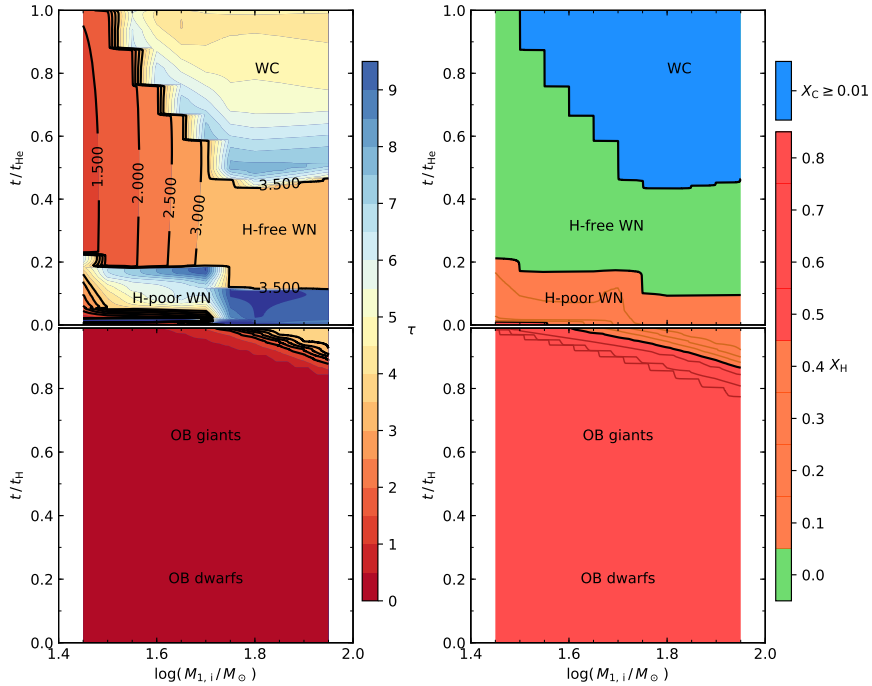 1.0
0.8
0.6
0.4
0.2
0.0
t/t_He
WC
3.500
1.500
2.000
2.500
3.000
H-free WN
3.500
H-poor WN
0.8
0.6
0.4
0.2
0.0
t/t_H
OB giants
OB dwarfs
1.4 1.6 1.8 2.0
log(M_1, i/M_⊙)
9
8
7
6
5
4
3
2
1
0
τ
1.0
0.8
0.6
0.4
0.2
0.0
t/t_He
WC
H-free WN
H-poor WN
0.8
0.6
0.4
0.2
0.0
t/t_H
OB giants
OB dwarfs
1.4 1.6 1.8 2.0
log(M_1, i/M_⊙)
X_C ≥ 0.01
0.8
0.7
0.6
0.5
0.4 X_H
0.3
0.2
0.1
0.0